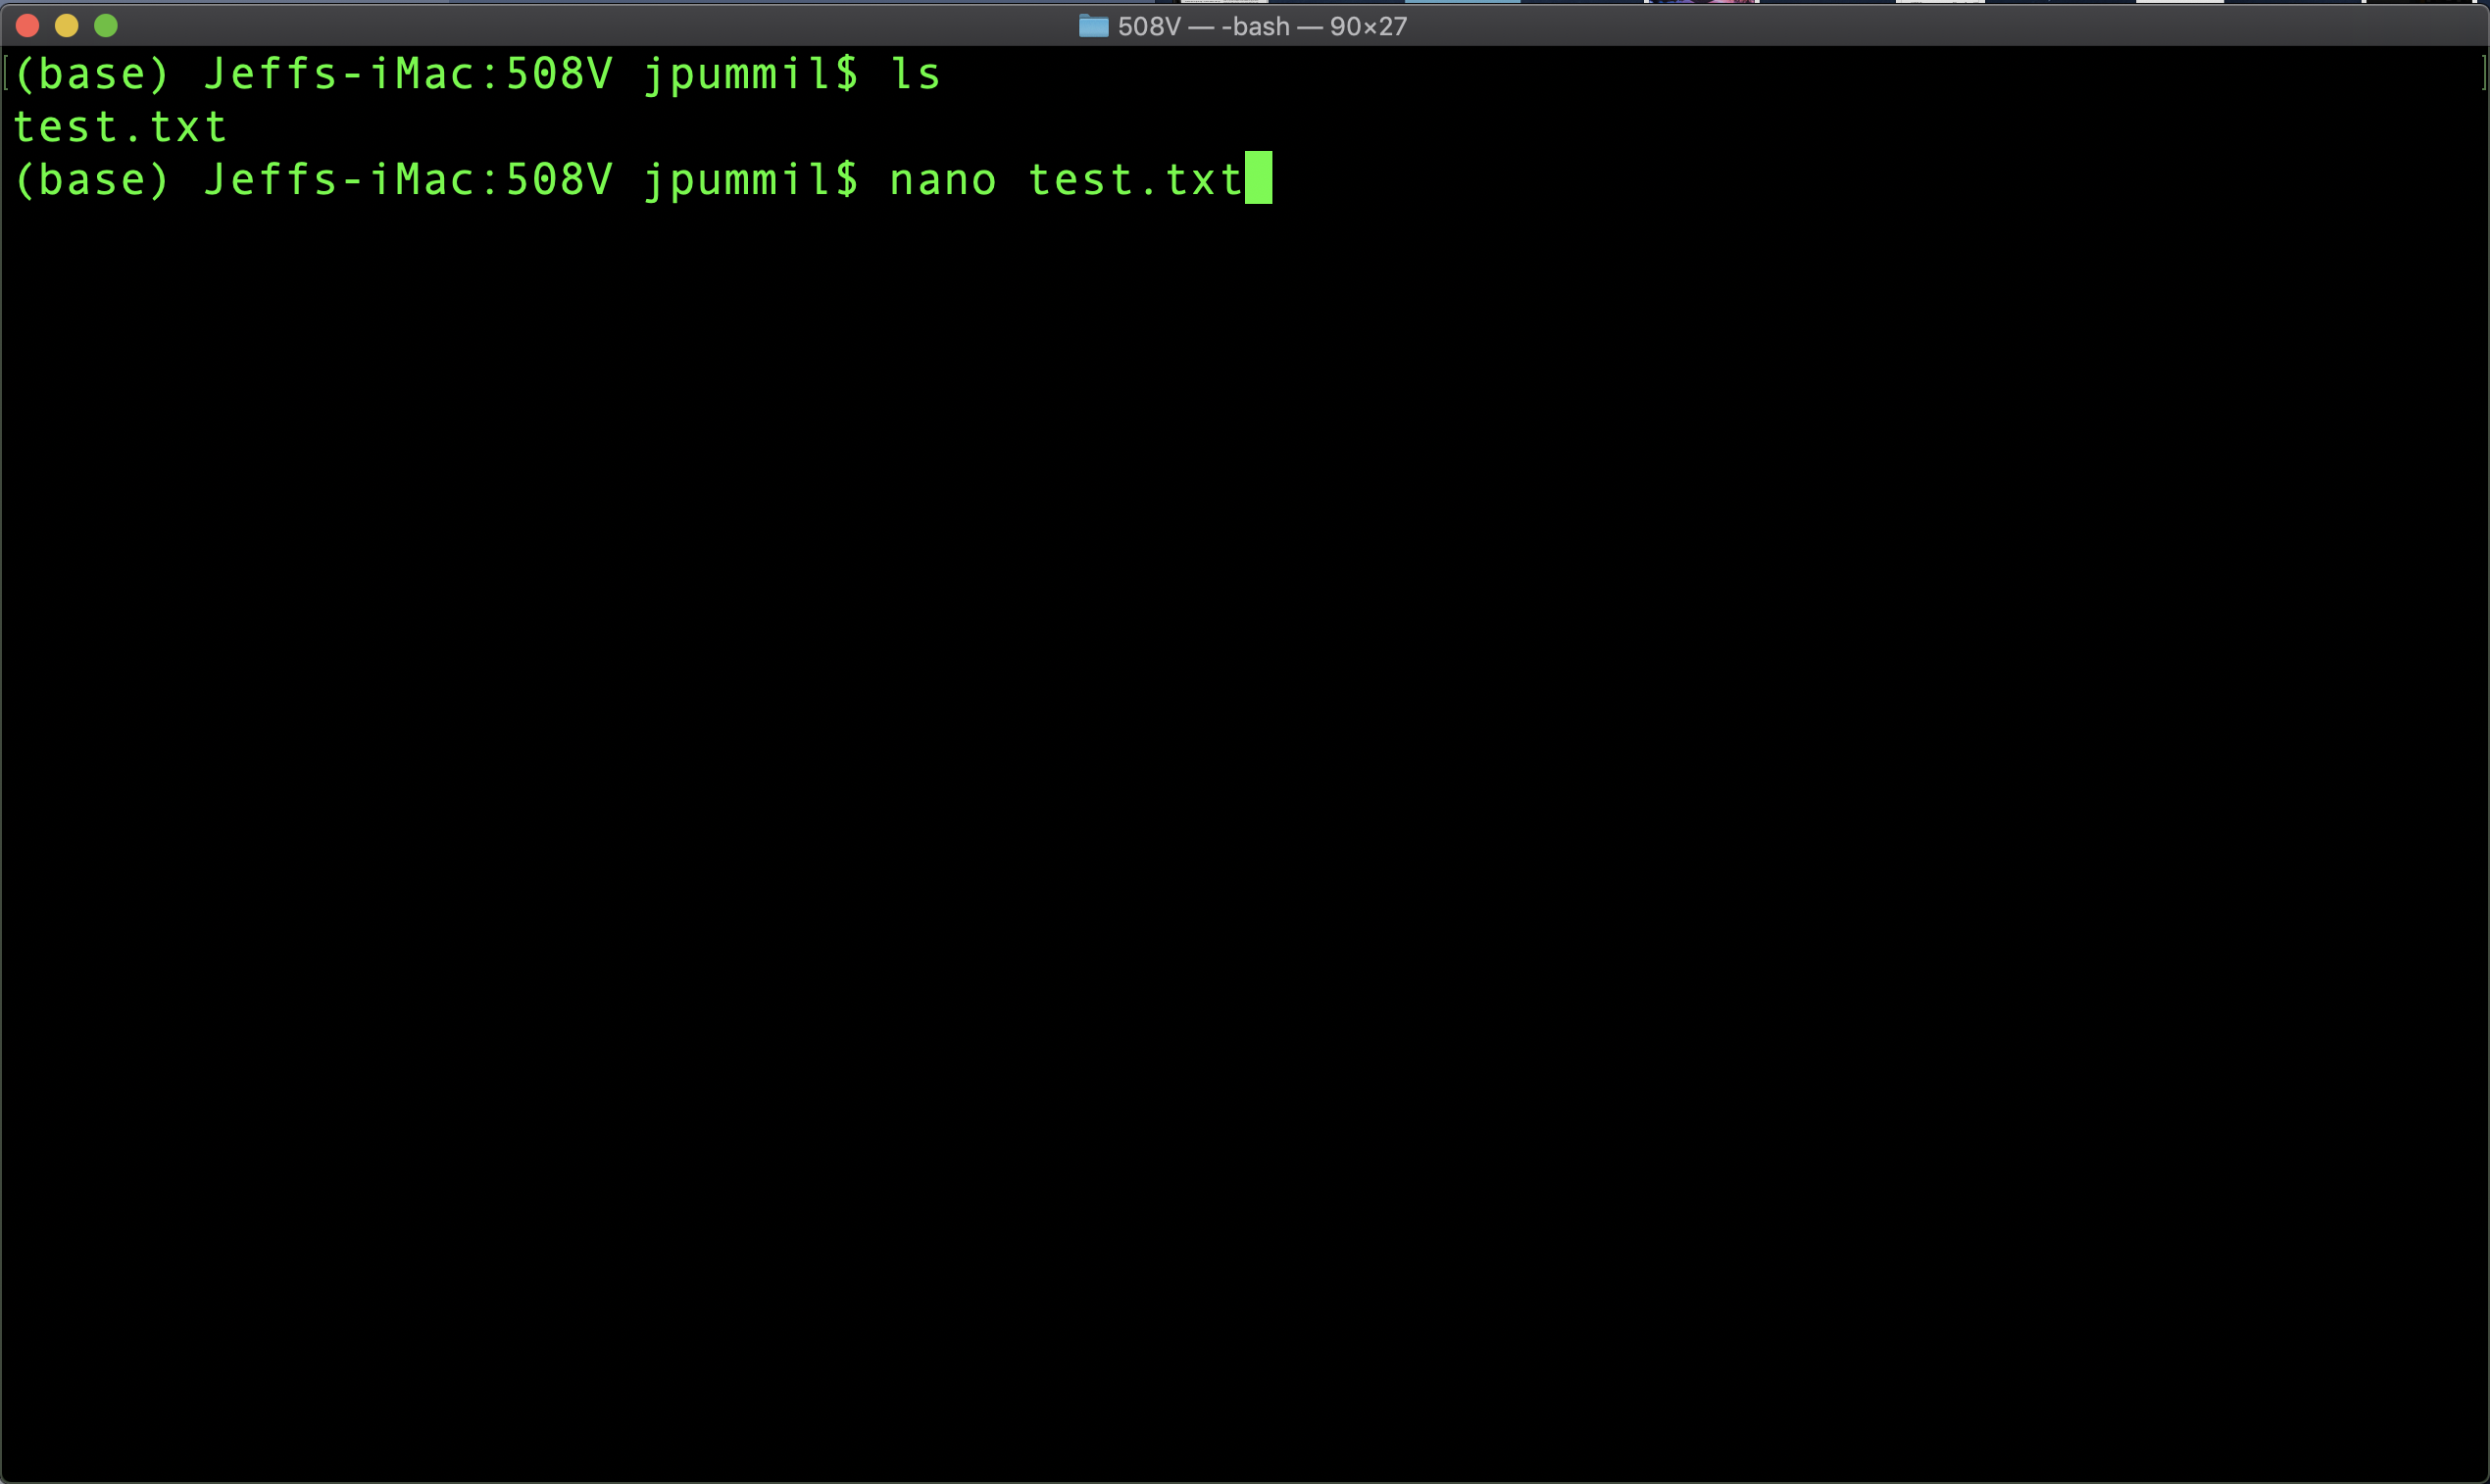 508V — -bash — 90×27
(base) Jeffs-iMac:508V jpummil$ ls
test.txt
(base) Jeffs-iMac:508V jpummil$ nano test.txt